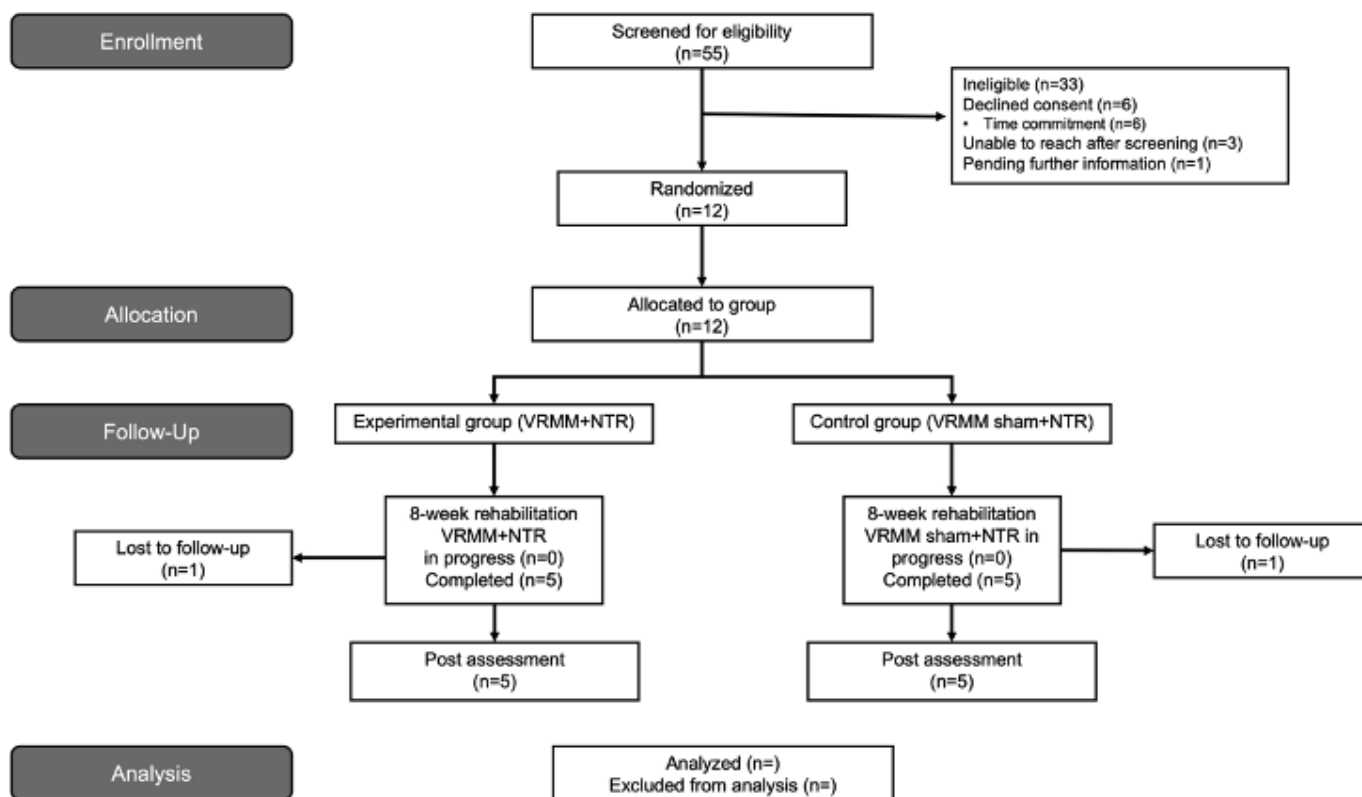 Enrollment
Screened for eligibility
(n=55)
Ineligible (n=33)
Declined consent (n=6)
• Time commitment (n=6)
Unable to reach after screening (n=3)
Pending further information (n=1)
Randomized
(n=12)
Allocation
Allocated to group
(n=12)
Follow-Up
Experimental group (VRMM+NTR)
Control group (VRMM sham+NTR)
Lost to follow-up
(n=1)
8-week rehabilitation
VRMM+NTR
in progress (n=0)
Completed (n=5)
8-week rehabilitation
VRMM sham+NTR in
progress (n=0)
Completed (n=5)
Lost to follow-up
(n=1)
Post assessment
(n=5)
Post assessment
(n=5)
Analysis
Analyzed (n=)
Excluded from analysis (n=)